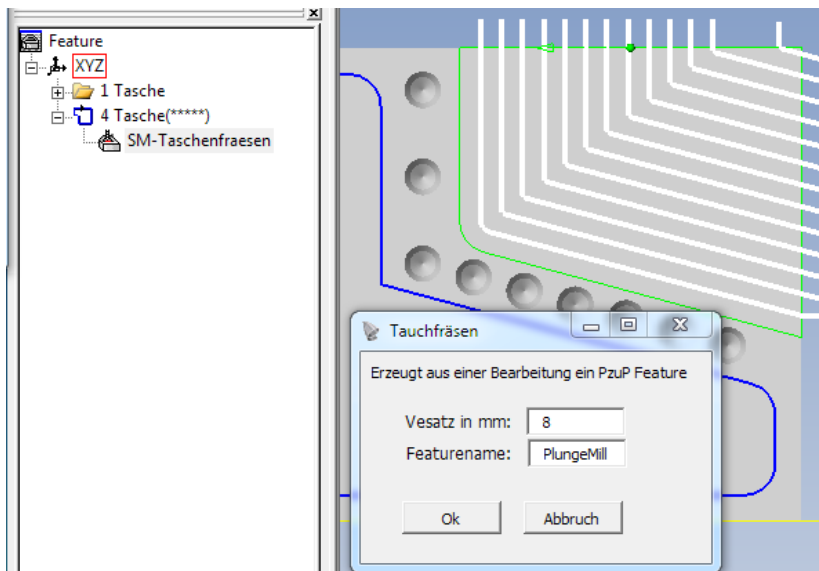 Feature
XYZ
1 Tasche
4 Tasche(*****)
SM-Taschenfraesen
Tauchfräsen
Erzeugt aus einer Bearbeitung ein PzuP Feature
Vesatz in mm: 8
Featurename: PlungeMill
Ok Abbruch